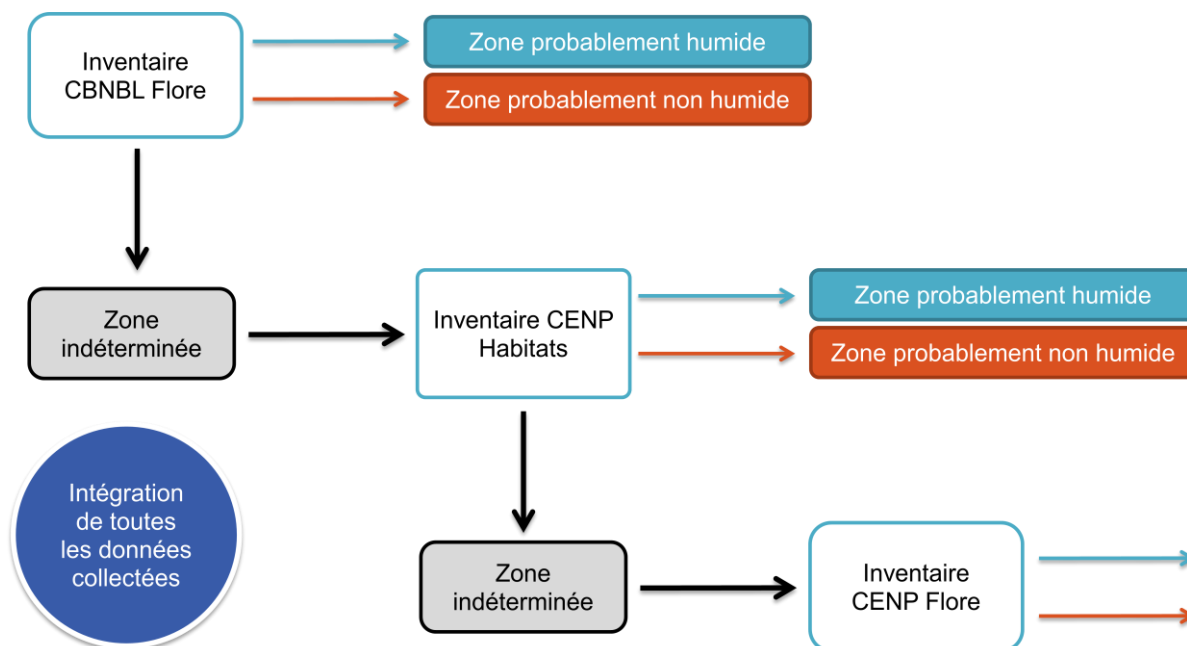 Inventaire
CBNBL Flore
Zone probablement humide
Zone probablement non humide
Zone
indéterminée
Inventaire CENP
Habitats
Zone probablement humide
Zone probablement non humide
Intégration
de toutes
les données
collectées
Zone
indéterminée
Inventaire
CENP Flore